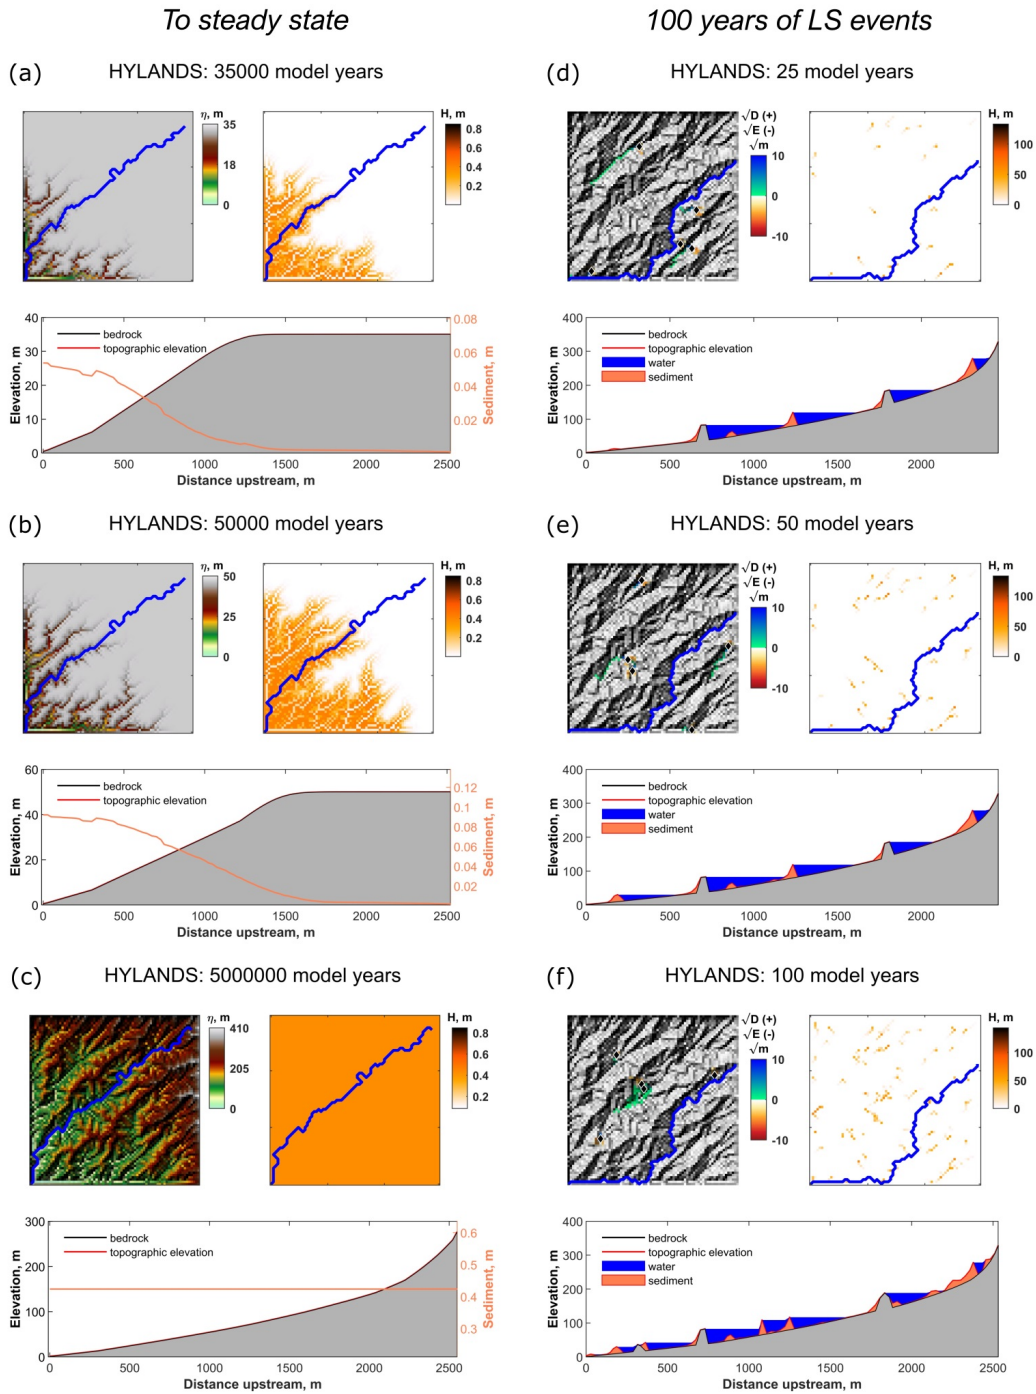 To steady state
100 years of LS events
(a)
HYLANDS: 35000 model years
η, m
35
18
0
H, m
0.8
0.6
0.4
0.2
40
30
20
10
0
Elevation, m
bedrock
topographic elevation
0.08
0.06
0.04
0.02
Sediment, m
0
500
1000
1500
2000
2500
Distance upstream, m
(d)
HYLANDS: 25 model years
√D (+)
√E (-)
√m
10
0
-10
H, m
100
50
0
400
300
200
100
0
Elevation, m
bedrock
topographic elevation
water
sediment
0
500
1000
1500
2000
Distance upstream, m
(b)
HYLANDS: 50000 model years
η, m
50
25
0
H, m
0.8
0.6
0.4
0.2
60
40
20
0
Elevation, m
bedrock
topographic elevation
0.12
0.1
0.08
0.06
0.04
0.02
Sediment, m
0
500
1000
1500
2000
2500
Distance upstream, m
(e)
HYLANDS: 50 model years
√D (+)
√E (-)
√m
10
0
-10
H, m
150
100
50
0
400
300
200
100
0
Elevation, m
bedrock
topographic elevation
water
sediment
0
500
1000
1500
2000
Distance upstream, m
(c)
HYLANDS: 5000000 model years
η, m
410
205
0
H, m
0.8
0.6
0.4
0.2
300
200
100
0
Elevation, m
bedrock
topographic elevation
0.6
0.5
0.4
0.3
Sediment, m
0
500
1000
1500
2000
2500
Distance upstream, m
(f)
HYLANDS: 100 model years
√D (+)
√E (-)
√m
10
0
-10
H, m
100
50
0
400
300
200
100
0
Elevation, m
bedrock
topographic elevation
water
sediment
0
500
1000
1500
2000
2500
Distance upstream, m